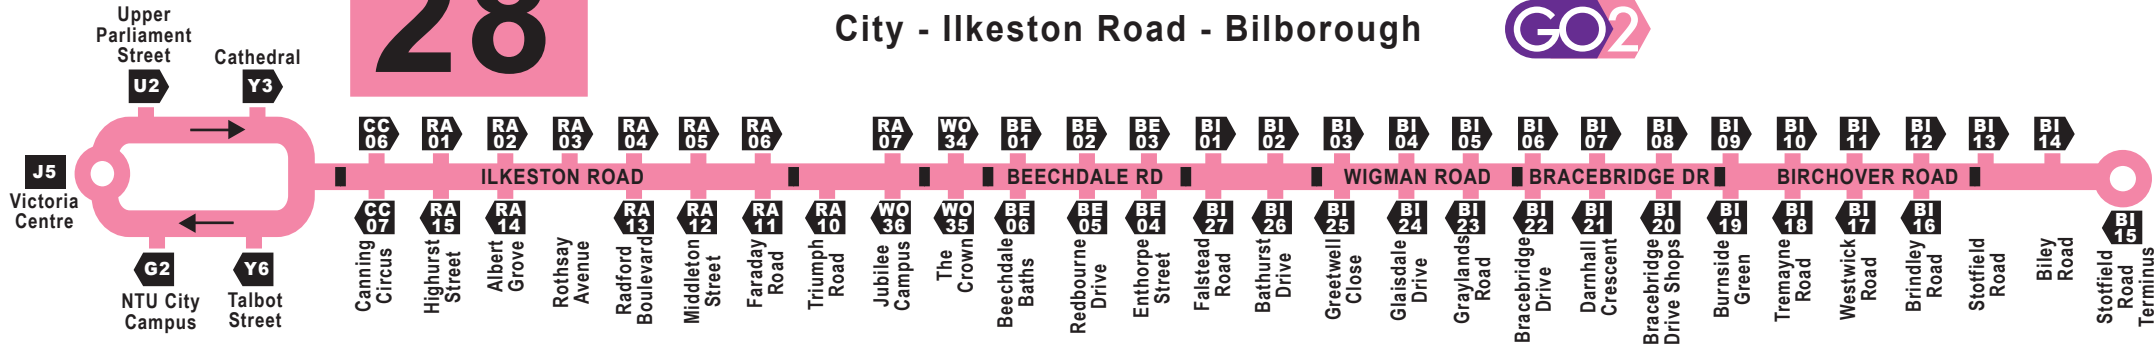 Upper
Parliament
Street
Cathedral
28
City - Ilkeston Road - Bilborough
GO2
U2
Y3
CC
06
RA
01
RA
02
RA
03
RA
04
RA
05
RA
06
RA
07
WO
34
BE
01
BE
02
BE
03
BI
01
BI
02
BI
03
BI
04
BI
05
BI
06
BI
07
BI
08
BI
09
BI
10
BI
11
BI
12
BI
13
BI
14
J5
Victoria
Centre
ILKESTON ROAD
BEECHDALE RD
WIGMAN ROAD
BRACEBRIDGE DR
BIRCHOVER ROAD
CC
07
RA
15
RA
14
RA
13
RA
12
RA
11
RA
10
WO
36
WO
35
BE
06
BE
05
BE
04
BI
27
BI
26
BI
25
BI
24
BI
23
BI
22
BI
21
BI
20
BI
19
BI
18
BI
17
BI
16
BI
15
G2
Y6
NTU City
Campus
Talbot
Street
Canning
Circus
Highurst
Street
Albert
Grove
Rothsay
Avenue
Radford
Boulevard
Middleton
Street
Faraday
Road
Triumph
Road
Jubilee
Campus
The
Crown
Beechdale
Baths
Redbourne
Drive
Enthorpe
Street
Falstead
Road
Bathurst
Drive
Greetwell
Close
Glaisdale
Drive
Graylands
Road
Bracebridge
Drive
Darnhall
Crescent
Bracebridge
Drive Shops
Burnside
Green
Tremayne
Road
Westwick
Road
Brindley
Road
Stotfield
Road
Biley
Road
Stotfield
Road
Terminus